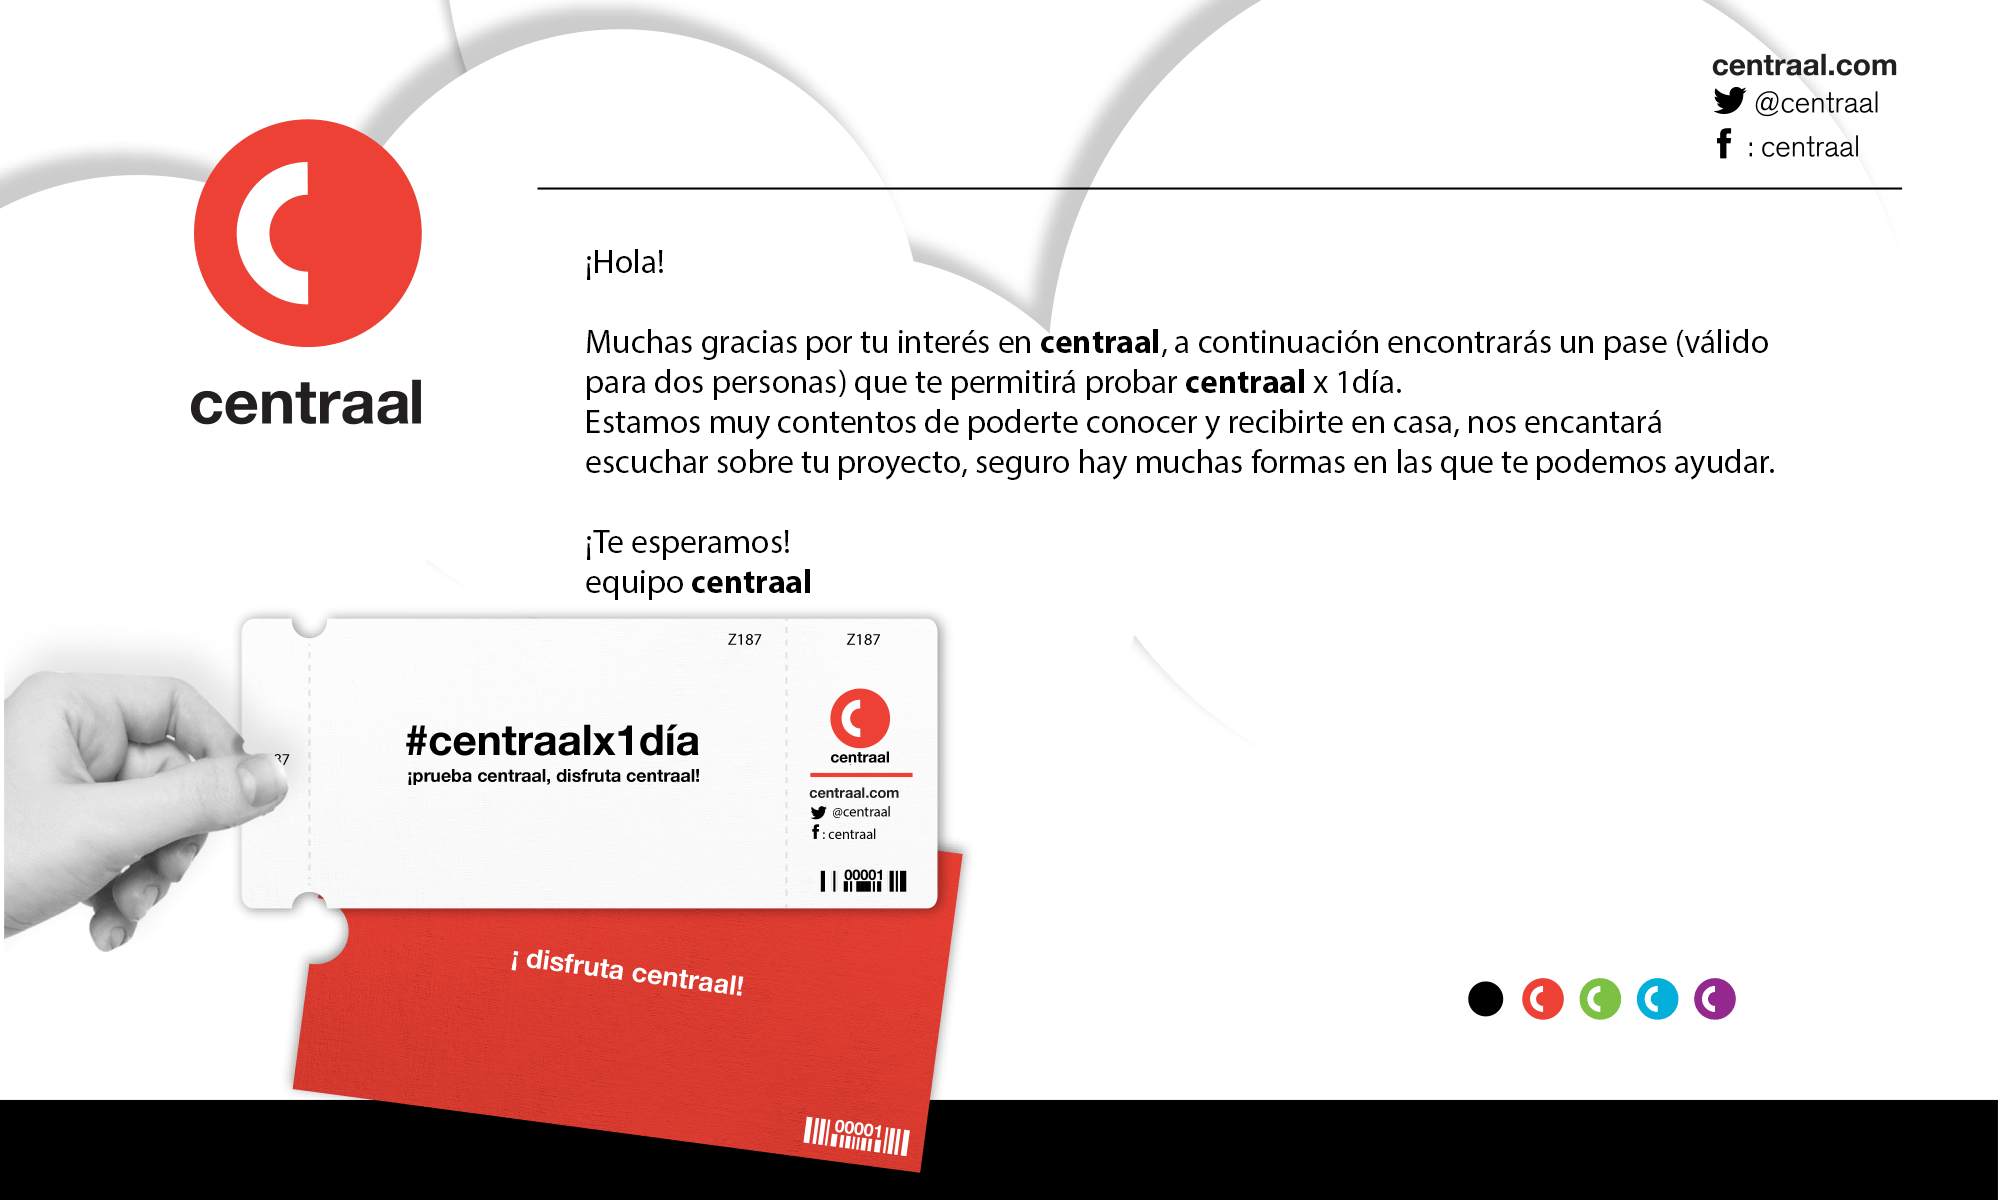 centraal.com
@centraal
: centraal
centraal
¡Hola!
Muchas gracias por tu interés en centraal, a continuación encontrarás un pase (válido
para dos personas) que te permitirá probar centraal x 1día.
Estamos muy contentos de poderte conocer y recibirte en casa, nos encantará
escuchar sobre tu proyecto, seguro hay muchas formas en las que te podemos ayudar.
¡Te esperamos!
equipo centraal
Z187
Z187
#centraalx1día
¡prueba centraal, disfruta centraal!
centraal
centraal.com
@centraal
: centraal
00001
¡ disfruta centraal!
00001